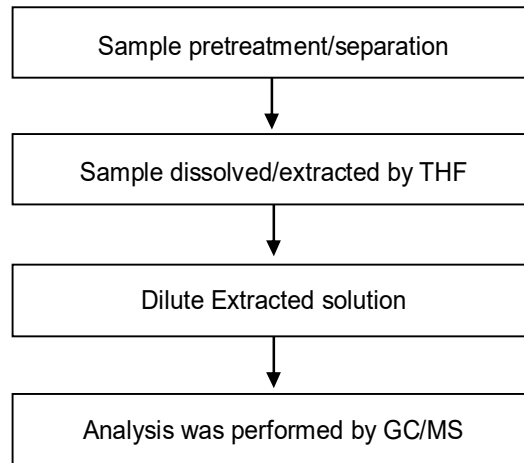 Sample pretreatment/separation
Sample dissolved/extracted by THF
Dilute Extracted solution
Analysis was performed by GC/MS